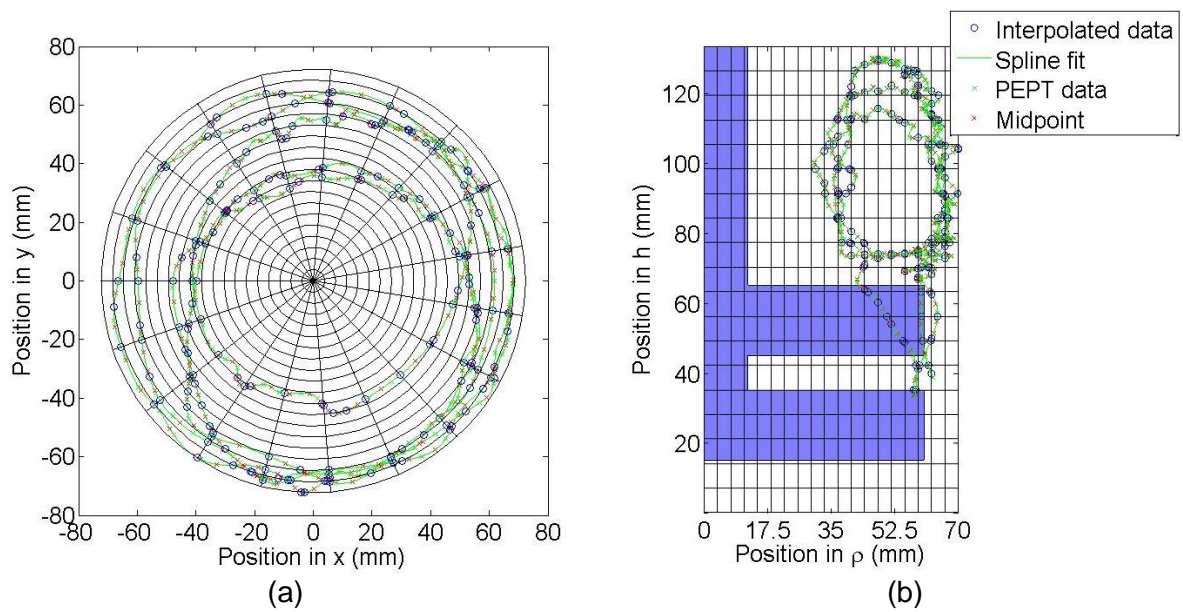 Interpolated data
Spline fit
PEPT data
Midpoint
80
60
40
20
0
-20
-40
-60
-80
Position in y (mm)
-80 -60 -40 -20 0 20 40 60 80
Position in x (mm)
(a)
120
100
80
60
40
20
Position in h (mm)
0 17.5 35 52.5 70
Position in ρ (mm)
(b)